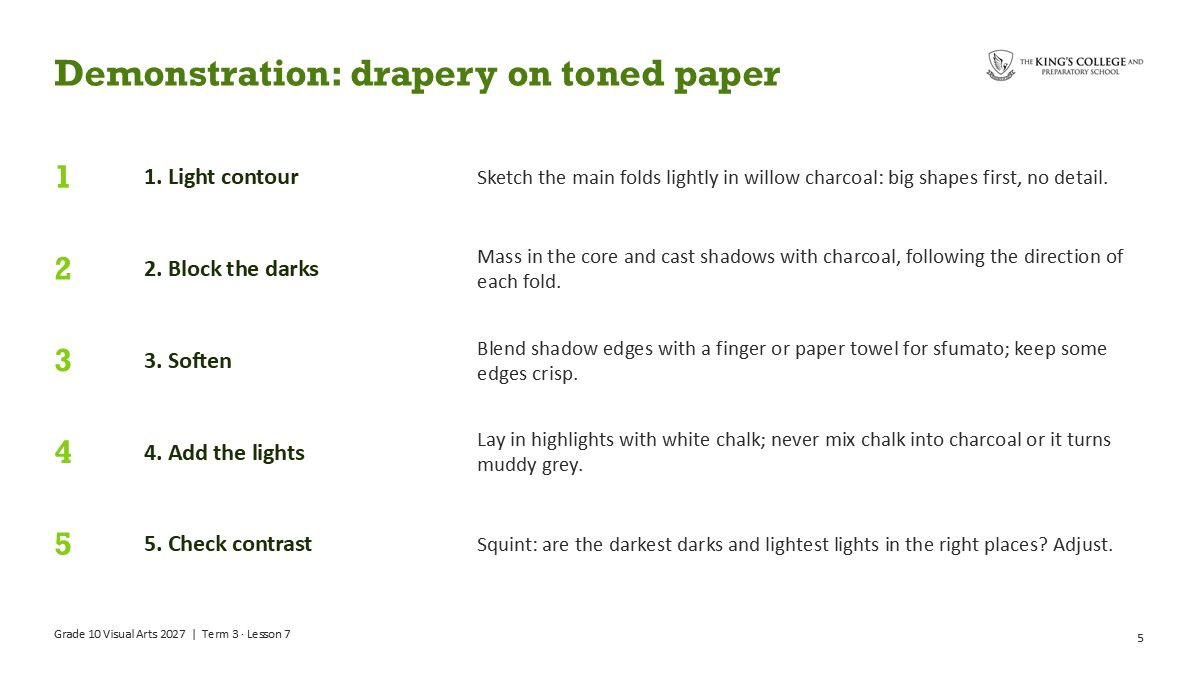 Demonstration: drapery on toned paper
THE KING'S COLLEGE AND
PREPARATORY SCHOOL
1
1. Light contour
Sketch the main folds lightly in willow charcoal: big shapes first, no detail.
2
2. Block the darks
Mass in the core and cast shadows with charcoal, following the direction of
each fold.
3
3. Soften
Blend shadow edges with a finger or paper towel for sfumato; keep some
edges crisp.
4
4. Add the lights
Lay in highlights with white chalk; never mix chalk into charcoal or it turns
muddy grey.
5
5. Check contrast
Squint: are the darkest darks and lightest lights in the right places? Adjust.
Grade 10 Visual Arts 2027 | Term 3 · Lesson 7
5